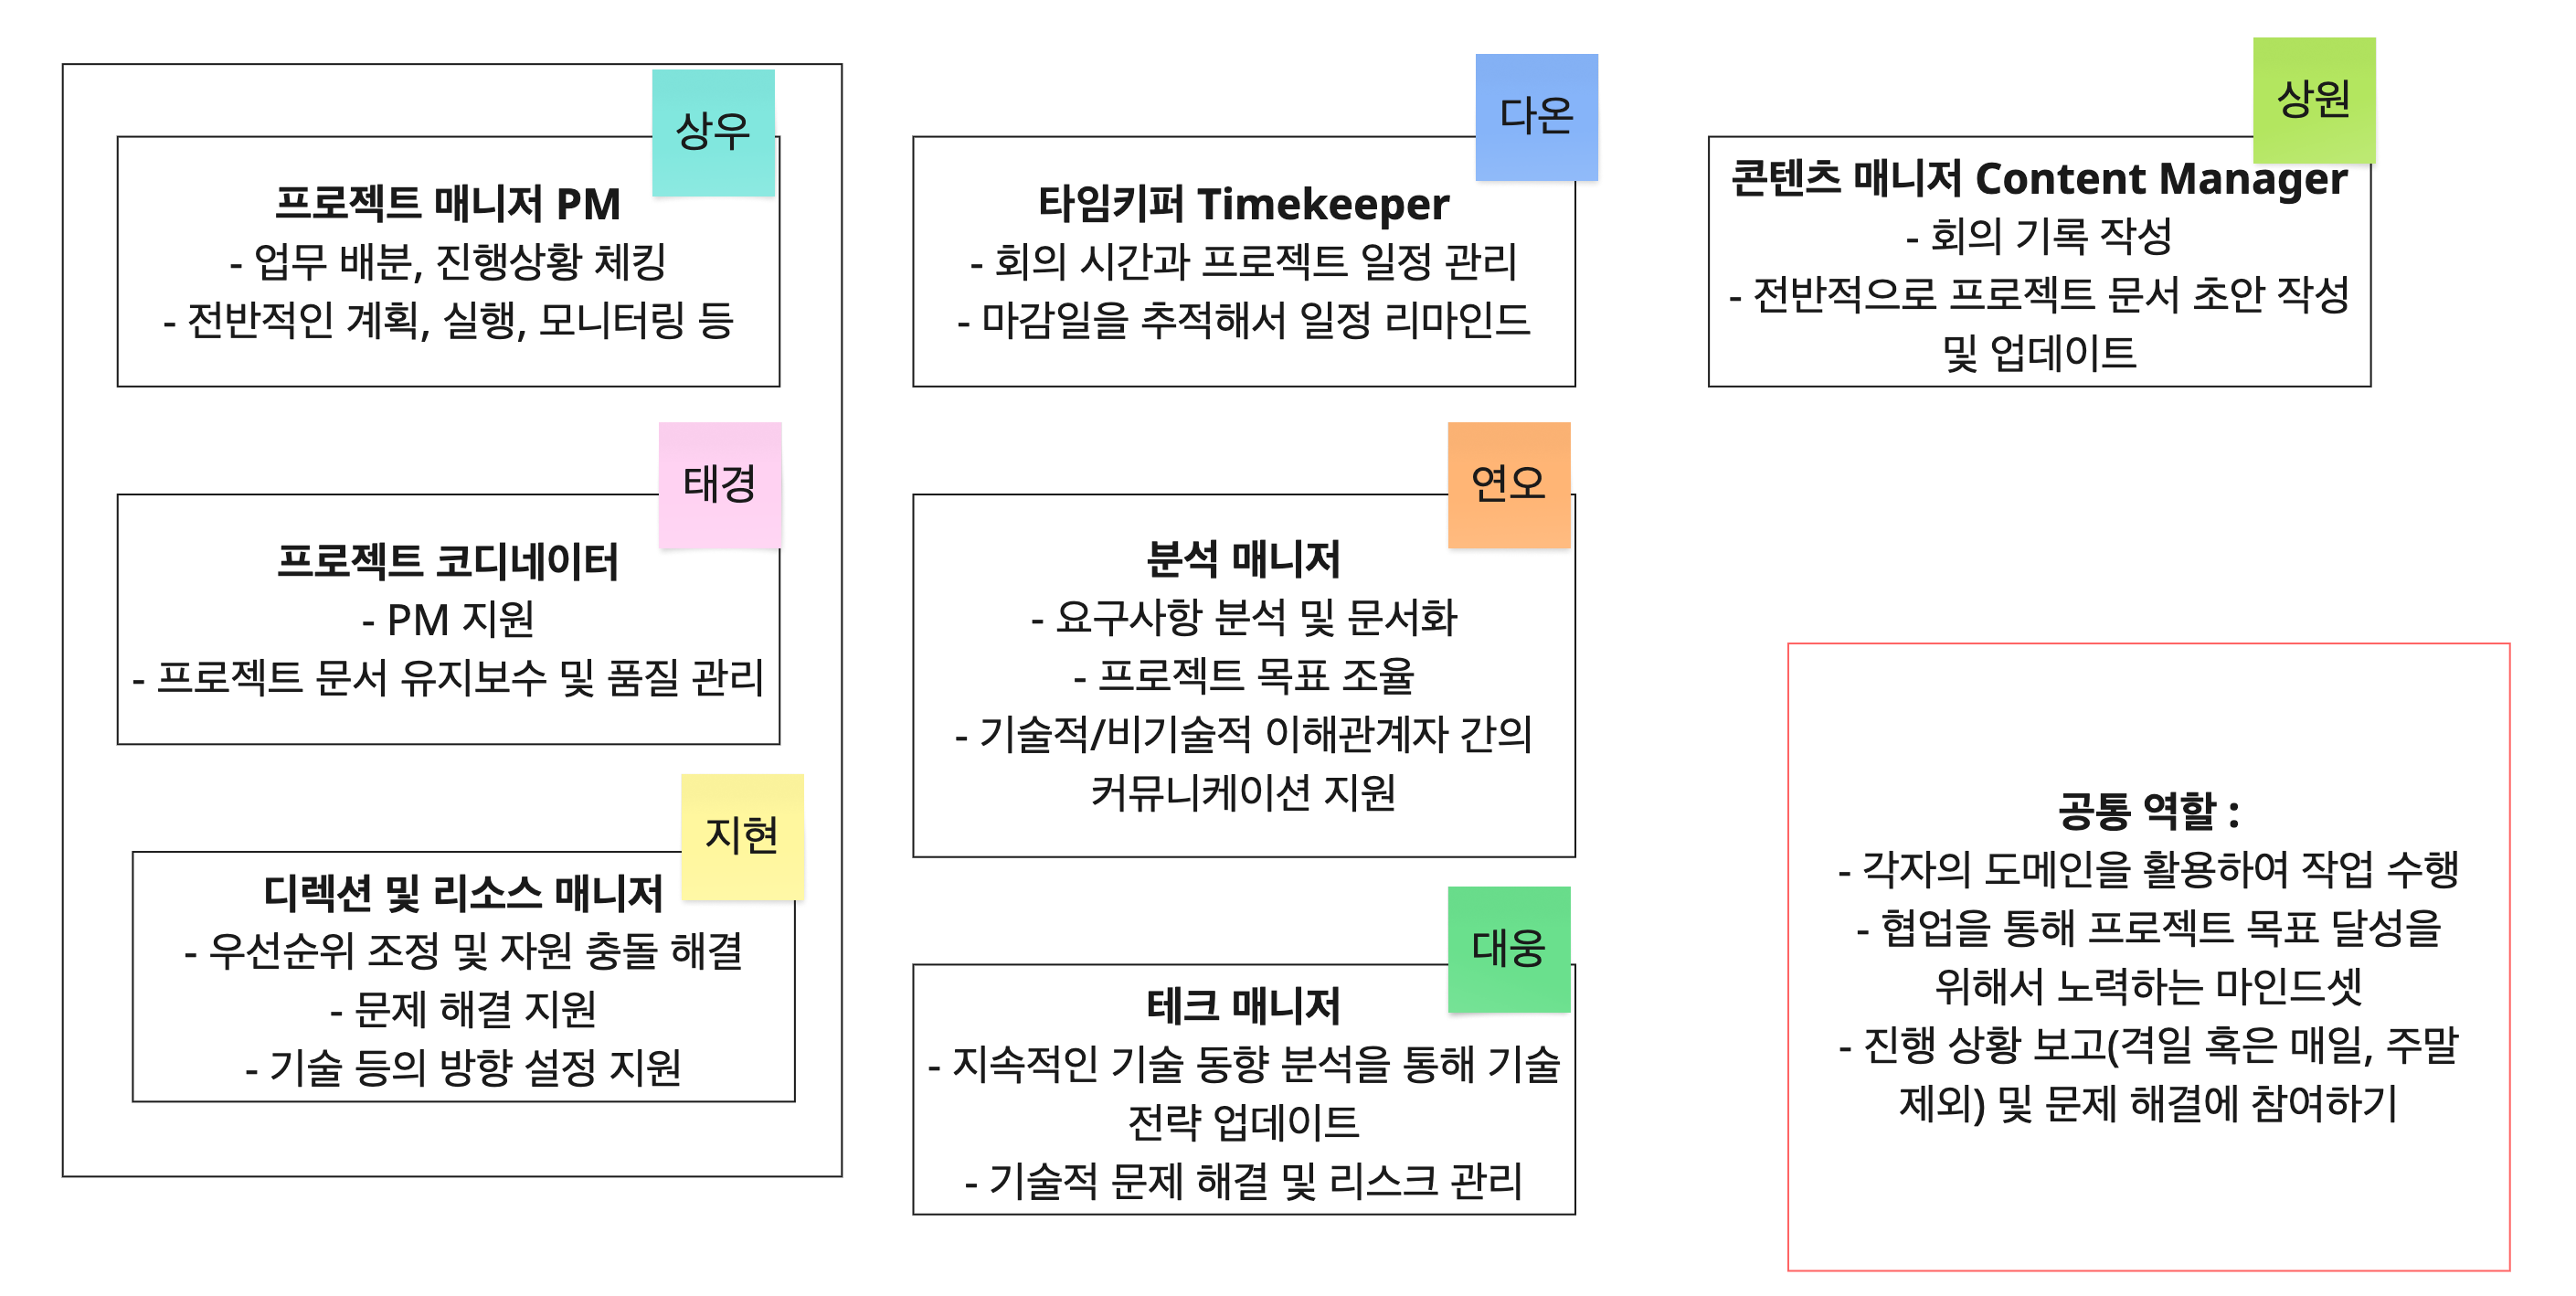 상우
프로젝트 매니저 PM
- 업무 배분, 진행상황 체킹
- 전반적인 계획, 실행, 모니터링 등
태경
프로젝트 코디네이터
- PM 지원
- 프로젝트 문서 유지보수 및 품질 관리
지현
디렉션 및 리소스 매니저
- 우선순위 조정 및 자원 충돌 해결
- 문제 해결 지원
- 기술 등의 방향 설정 지원
다온
타임키퍼 Timekeeper
- 회의 시간과 프로젝트 일정 관리
- 마감일을 추적해서 일정 리마인드
연오
분석 매니저
- 요구사항 분석 및 문서화
- 프로젝트 목표 조율
- 기술적/비기술적 이해관계자 간의
커뮤니케이션 지원
대웅
테크 매니저
- 지속적인 기술 동향 분석을 통해 기술
전략 업데이트
- 기술적 문제 해결 및 리스크 관리
상원
콘텐츠 매니저 Content Manager
- 회의 기록 작성
- 전반적으로 프로젝트 문서 초안 작성
및 업데이트
공통 역할 :
- 각자의 도메인을 활용하여 작업 수행
- 협업을 통해 프로젝트 목표 달성을
위해서 노력하는 마인드셋
- 진행 상황 보고(격일 혹은 매일, 주말
제외) 및 문제 해결에 참여하기